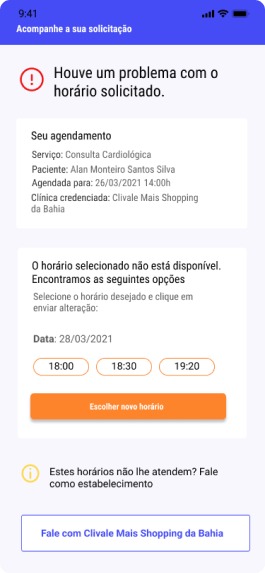 9:41
Acompanhe a sua solicitação
Houve um problema com o
horário solicitado.
Seu agendamento
Serviço: Consulta Cardiológica
Paciente: Alan Monteiro Santos Silva
Agendada para: 26/03/2021 14:00h
Clínica credenciada: Clivale Mais Shopping
da Bahia
O horário selecionado não está disponível.
Encontramos as seguintes opções
Selecione o horário desejado e clique em
enviar alteração:
Data: 28/03/2021
18:00 18:30 19:20
Escolher novo horário
Estes horários não lhe atendem? Fale
como estabelecimento
Fale com Clivale Mais Shopping da Bahia